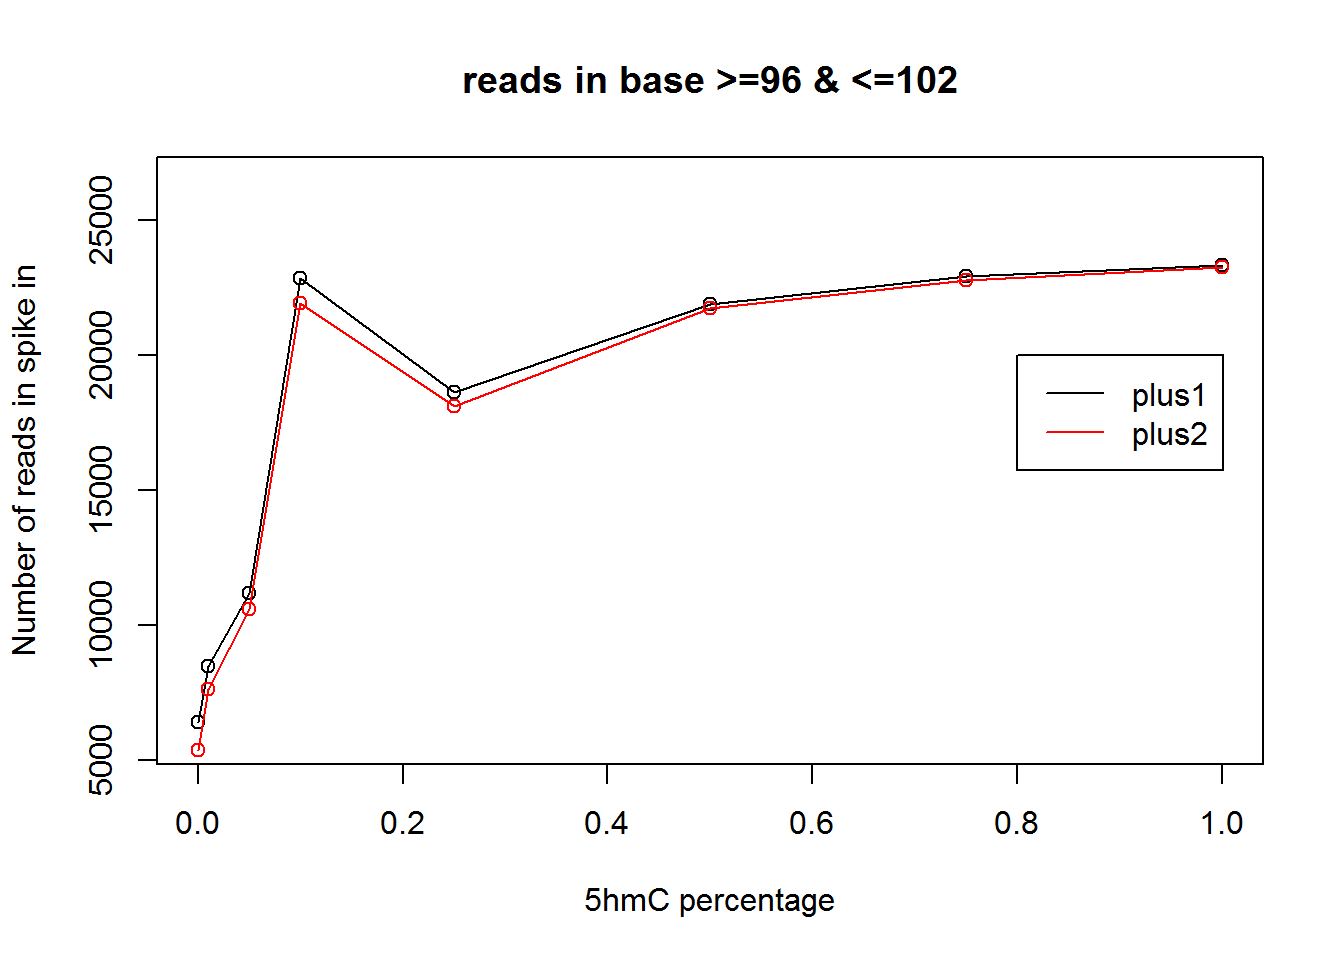 reads in base >=96 & <=102
Number of reads in spike in
25000
20000
15000
10000
5000
plus1
plus2
0.0 0.2 0.4 0.6 0.8 1.0
5hmC percentage